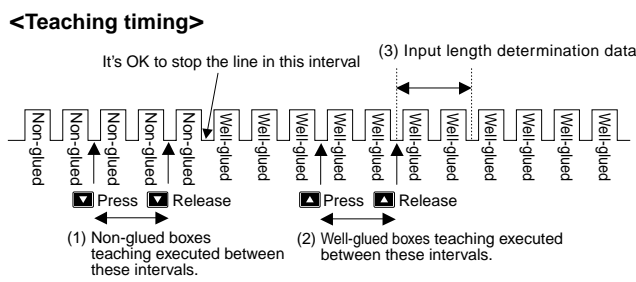 <Teaching timing>
It's OK to stop the line in this interval
(3) Input length determination data
Non-glued
Non-glued
Non-glued
Non-glued
Non-glued
Well-glued
Well-glued
Well-glued
Well-glued
Well-glued
Well-glued
Well-glued
Well-glued
Well-glued
Well-glued
Well-glued
Press
Release
Press
Release
(1) Non-glued boxes
teaching executed between
these intervals.
(2) Well-glued boxes teaching executed
between these intervals.